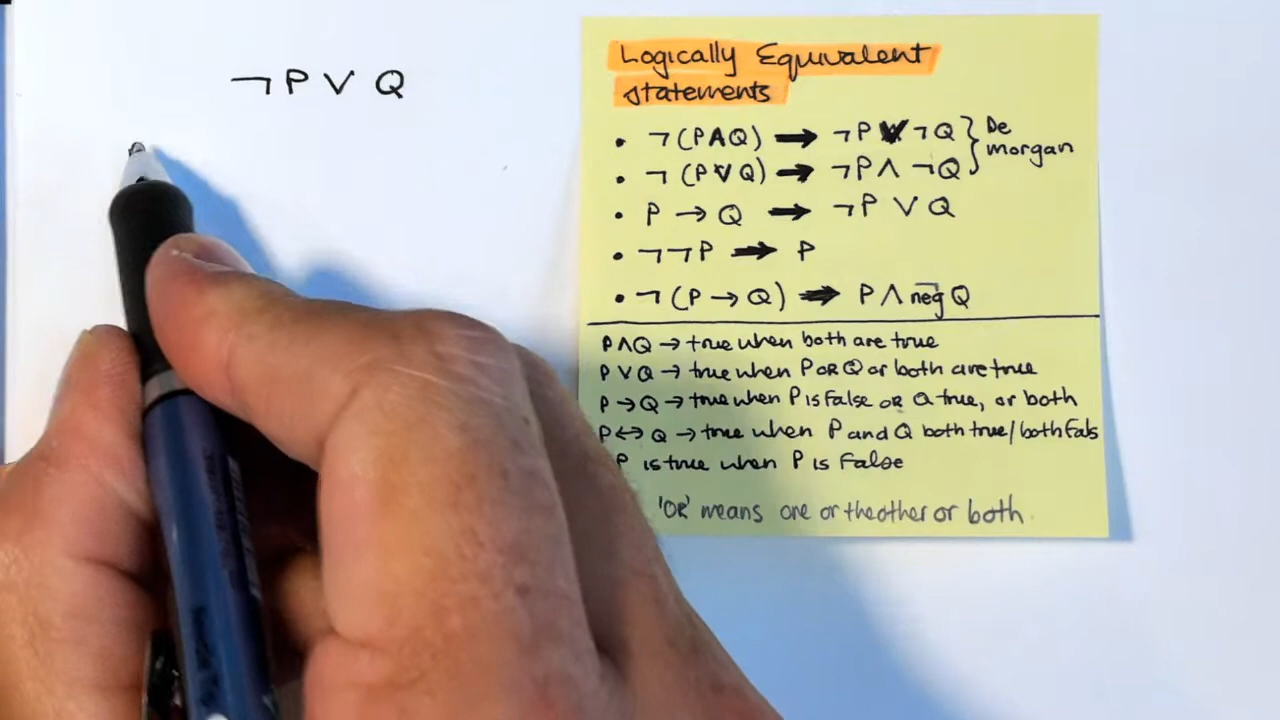 ¬ P ∨ Q
Logically Equivalent
statements
• ¬ (P∧Q) → ¬P ∨ ¬Q } De
• ¬ (P∨Q) → ¬P ∧ ¬Q morgan
• P → Q → ¬P ∨ Q
• ¬¬P → P
• ¬ (P → Q) → P ∧ neg Q
P∧Q → true when both are true
P∨Q → true when P OR Q or both are true
P → Q → true when P is False OR Q true, or both
P ↔ Q → true when P and Q both true/both Fals
P is true when P is False
'OR' means one or the other or both